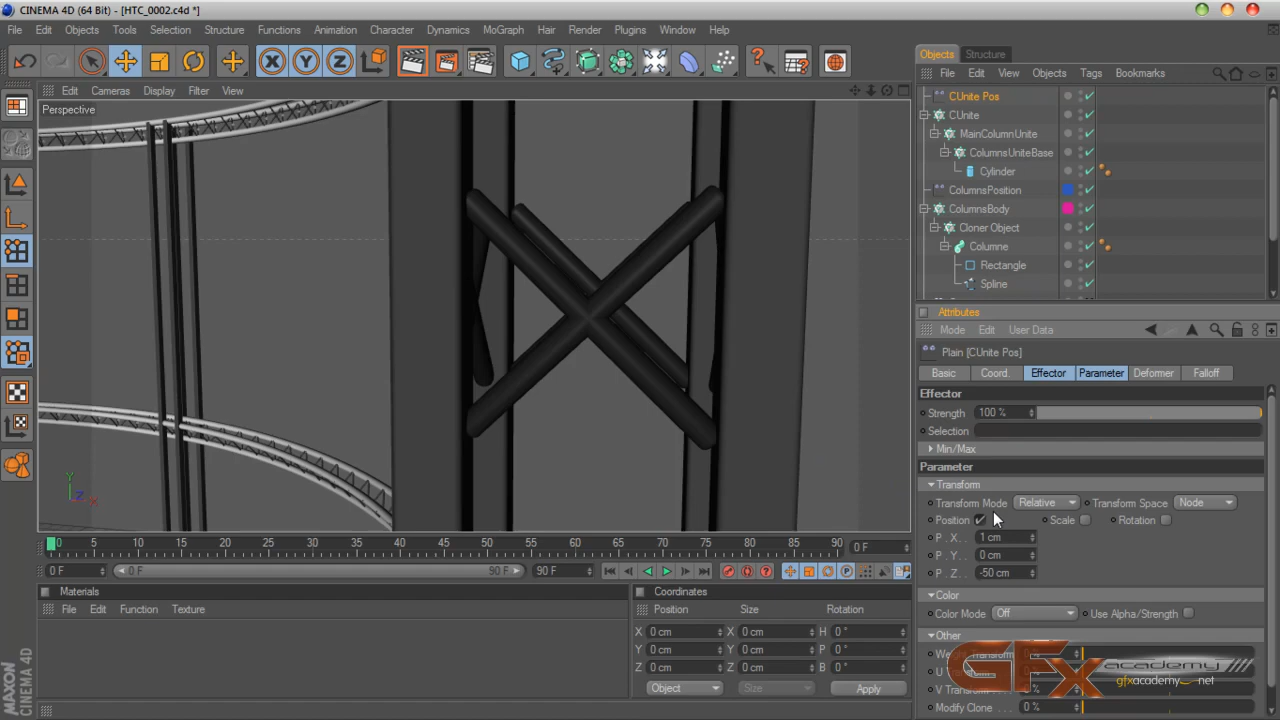 CINEMA 4D (64 Bit) - [HTC_0002.c4d *]
File Edit Objects Tools Selection Structure Functions Animation Character Dynamics MoGraph Hair Render Plugins Window Help
Objects Structure
File Edit View Objects Tags Bookmarks
Edit Cameras Display Filter View
Perspective
CUnite Pos
CUnite
MainColumnUnite
ColumnsUniteBase
Cylinder
ColumnsPosition
ColumnsBody
Cloner Object
Columne
Rectangle
Spline
Attributes
Mode Edit User Data
Plain [CUnite Pos]
Basic Coord. Effector Parameter Deformer Falloff
Effector
Strength 100 %
Selection
Min/Max
Parameter
Transform
Transform Mode Relative Transform Space Node
Position Scale Rotation
P . X . . 1 cm
P . Y . . 0 cm
P . Z . . -50 cm
Color
Color Mode Off Use Alpha/Strength
Other
Weight Transform 0 %
U Transform
V Transform
Modify Clone . . . 0 %
GFX academy
gfxacademy.net
0 5 10 15 20 25 30 35 40 45 50 55 60 65 70 75 80 85 90 0 F
0 F 0 F 90 F 90 F
Materials
File Edit Function Texture
Coordinates
Position Size Rotation
X 0 cm X 0 cm H 0 °
Y 0 cm Y 0 cm P 0 °
Z 0 cm Z 0 cm B 0 °
Object Size Apply
Y
Z X
MAXON
CINEMA 4D